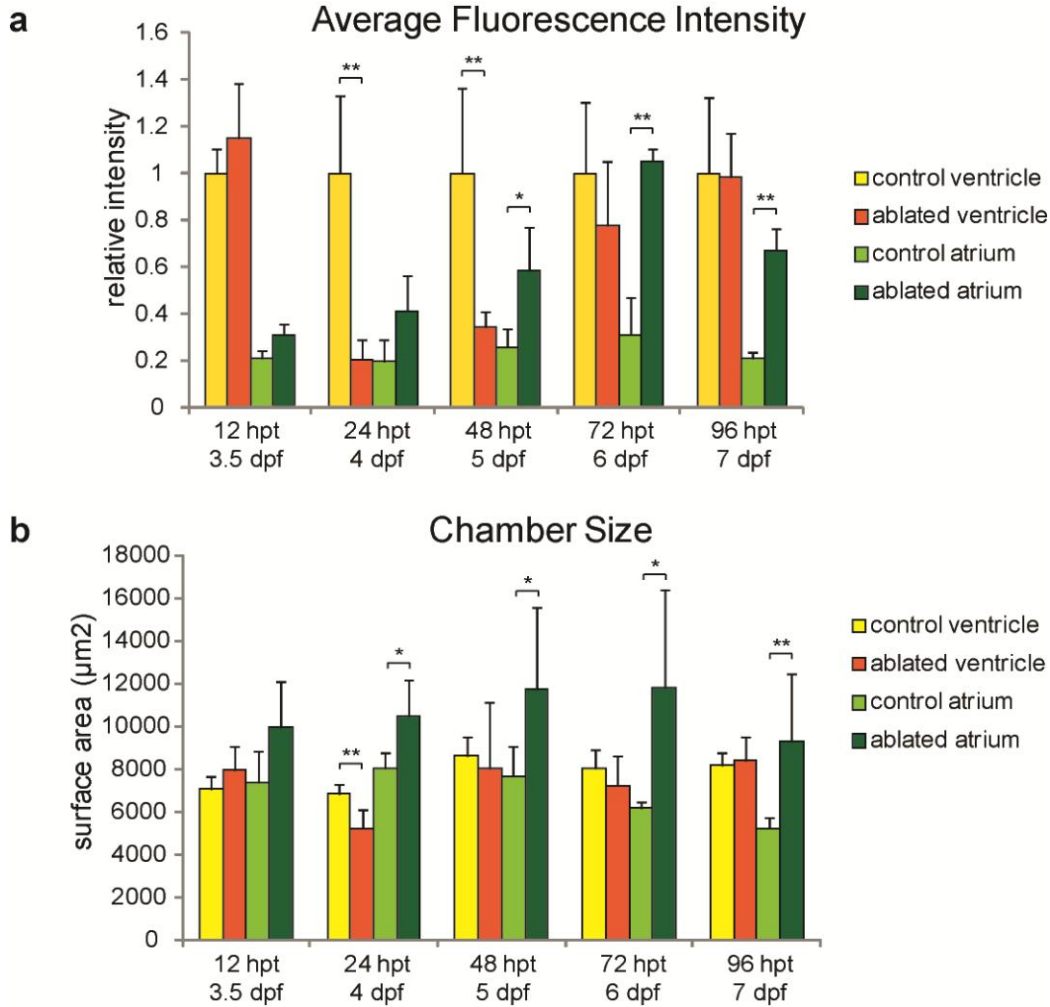 a
Average Fluorescence Intensity
relative intensity
1.6
1.4
1.2
1
0.8
0.6
0.4
0.2
0
**
**
*
**
**
12 hpt 24 hpt 48 hpt 72 hpt 96 hpt
3.5 dpf 4 dpf 5 dpf 6 dpf 7 dpf
control ventricle
ablated ventricle
control atrium
ablated atrium
b
Chamber Size
surface area (µm2)
18000
16000
14000
12000
10000
8000
6000
4000
2000
0
**
*
*
*
**
12 hpt 24 hpt 48 hpt 72 hpt 96 hpt
3.5 dpf 4 dpf 5 dpf 6 dpf 7 dpf
control ventricle
ablated ventricle
control atrium
ablated atrium